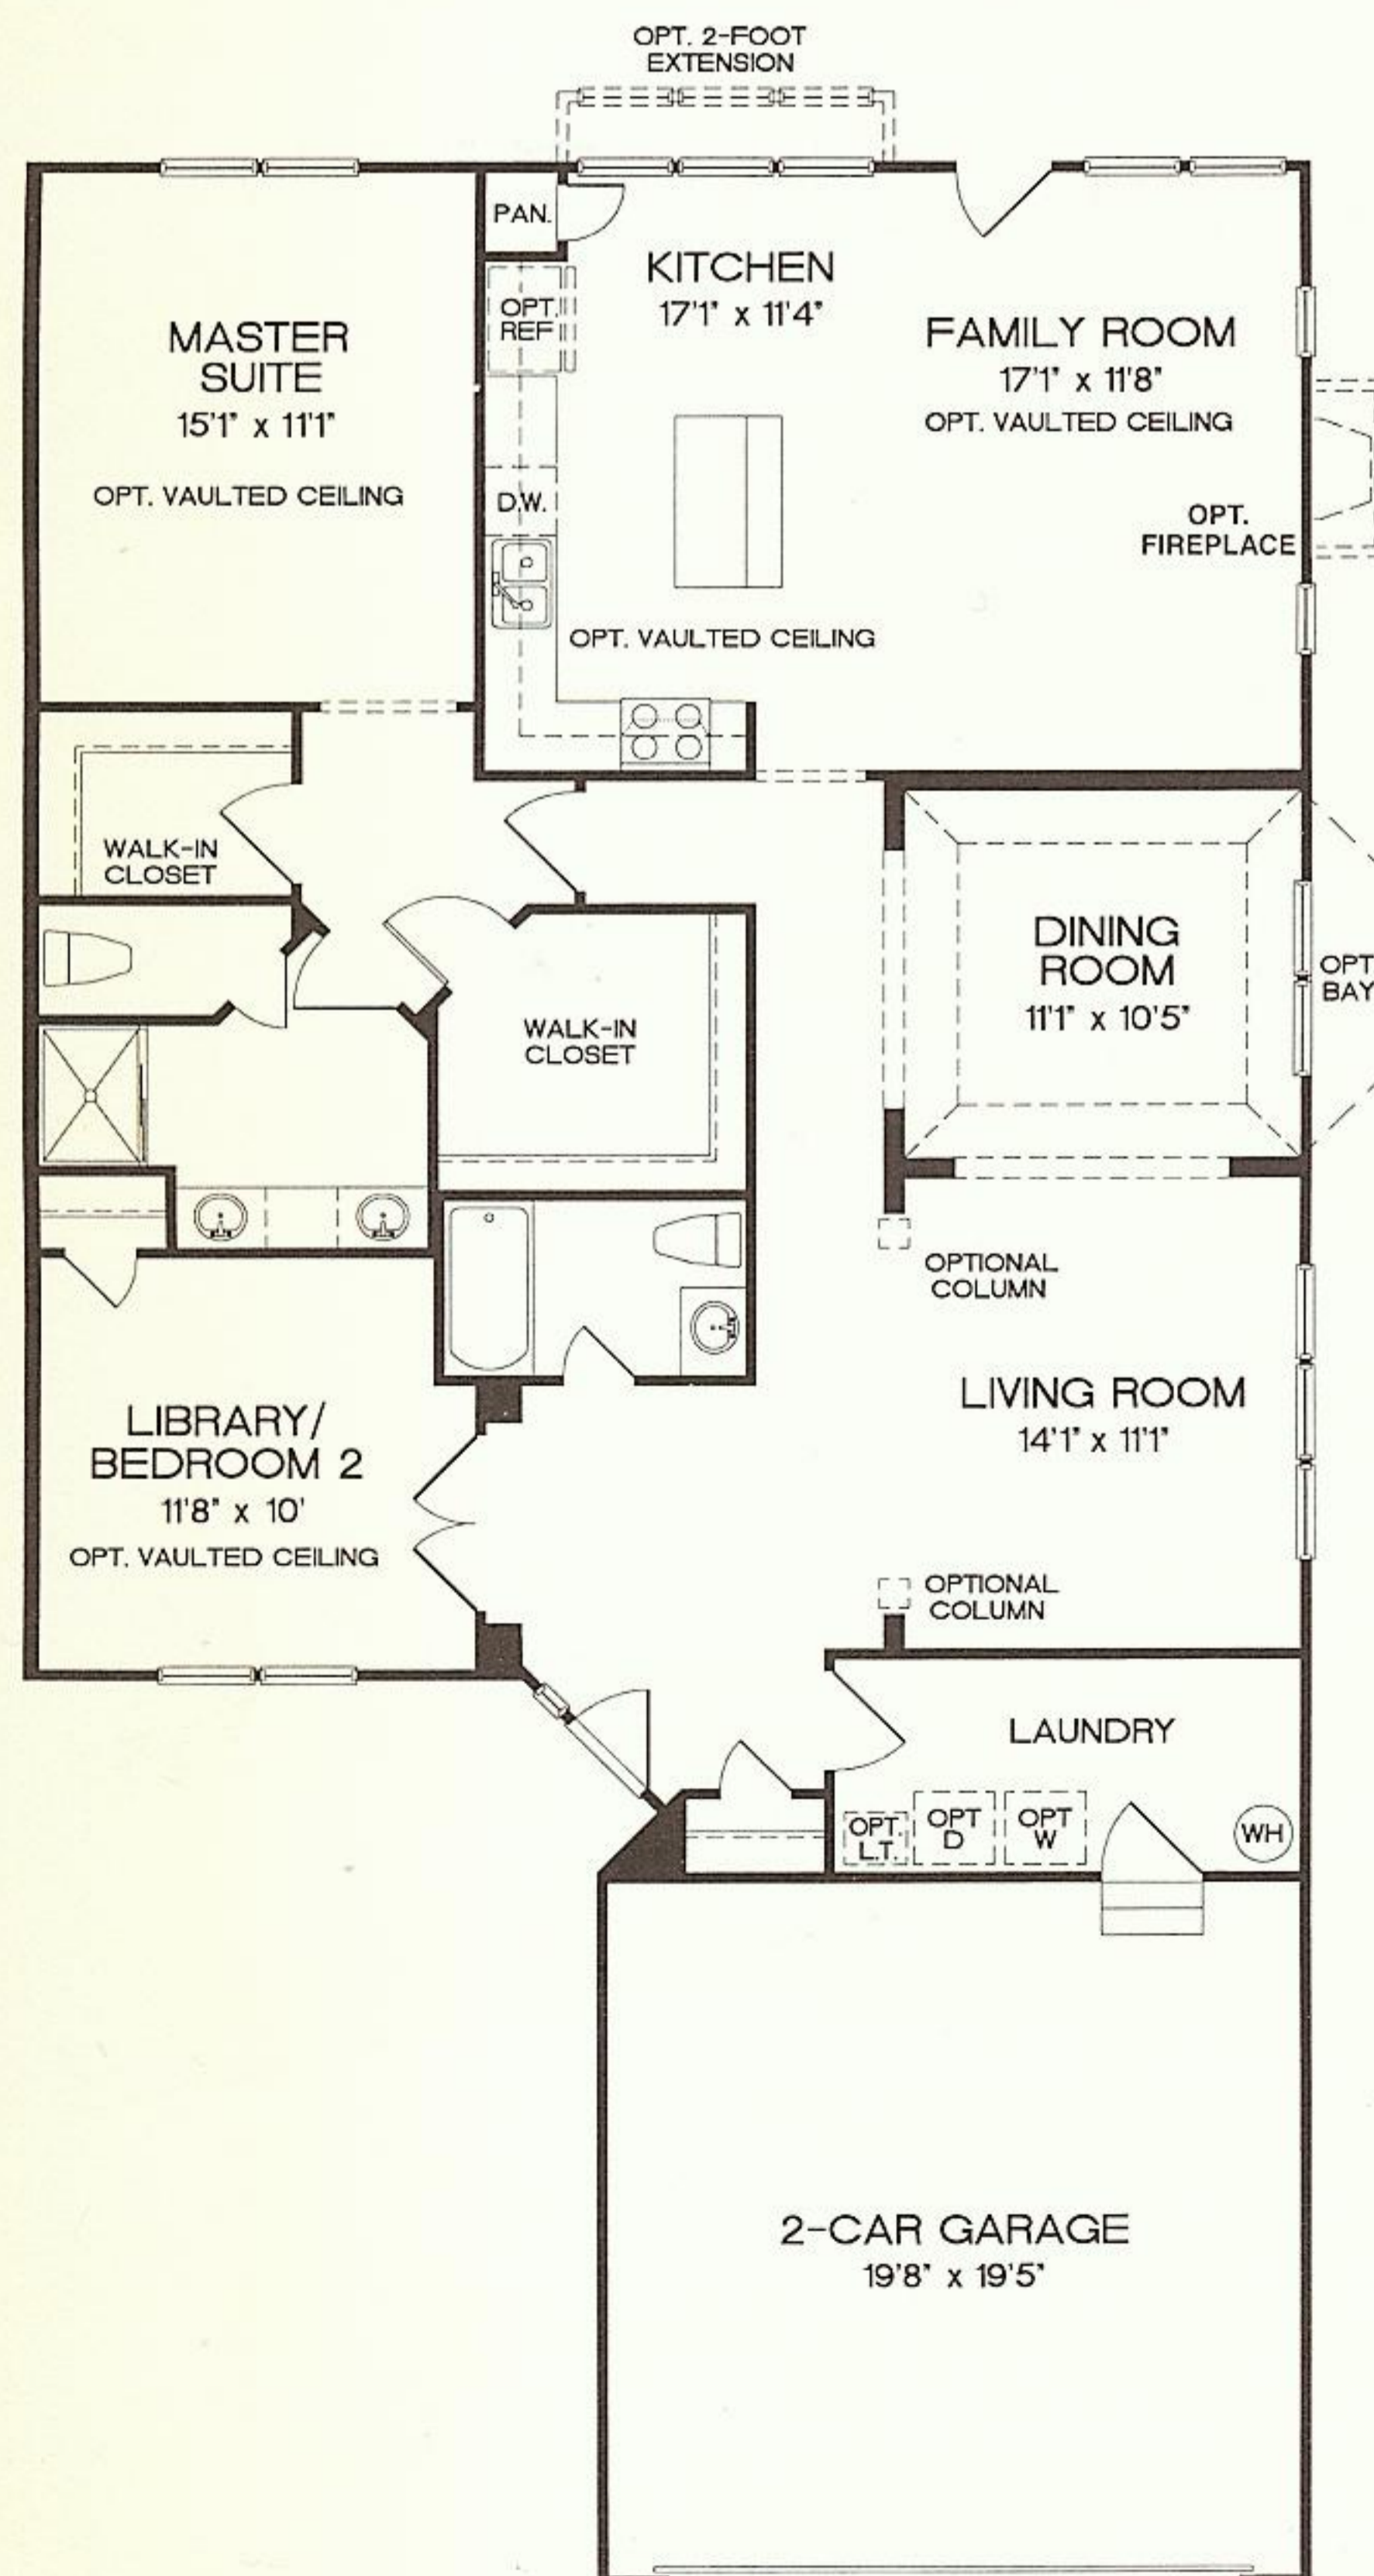 OPT. 2-FOOT
EXTENSION
PAN.
KITCHEN
17'1" x 11'4"
OPT.
REF
MASTER
SUITE
15'1" x 11'1"
OPT. VAULTED CEILING
FAMILY ROOM
17'1" x 11'8"
OPT. VAULTED CEILING
D.W.
OPT.
FIREPLACE
OPT. VAULTED CEILING
WALK-IN
CLOSET
DINING
ROOM
11'1" x 10'5"
OPT
BAY
WALK-IN
CLOSET
OPTIONAL
COLUMN
LIVING ROOM
14'1" x 11'1"
LIBRARY/
BEDROOM 2
11'8" x 10'
OPT. VAULTED CEILING
OPTIONAL
COLUMN
LAUNDRY
OPT.
L.T.
OPT
D
OPT
W
WH
2-CAR GARAGE
19'8" x 19'5"